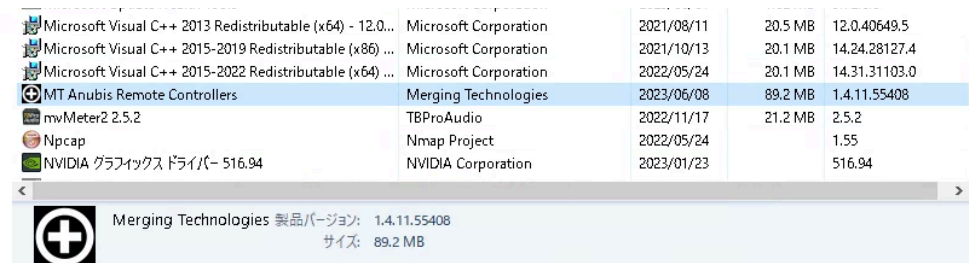 Microsoft Visual C++ 2013 Redistributable (x64) - 12.0... Microsoft Corporation 2021/08/11 20.5 MB 12.0.40649.5
Microsoft Visual C++ 2015-2019 Redistributable (x86) ... Microsoft Corporation 2021/10/13 20.1 MB 14.24.28127.4
Microsoft Visual C++ 2015-2022 Redistributable (x64) ... Microsoft Corporation 2022/05/24 20.1 MB 14.31.31103.0
MT Anubis Remote Controllers Merging Technologies 2023/06/08 89.2 MB 1.4.11.55408
mvMeter2 2.5.2 TBProAudio 2022/11/17 21.2 MB 2.5.2
Npcap Nmap Project 2022/05/24 1.55
NVIDIA グラフィックス ドライバー 516.94 NVIDIA Corporation 2023/01/23 516.94
Merging Technologies 製品バージョン: 1.4.11.55408
サイズ: 89.2 MB